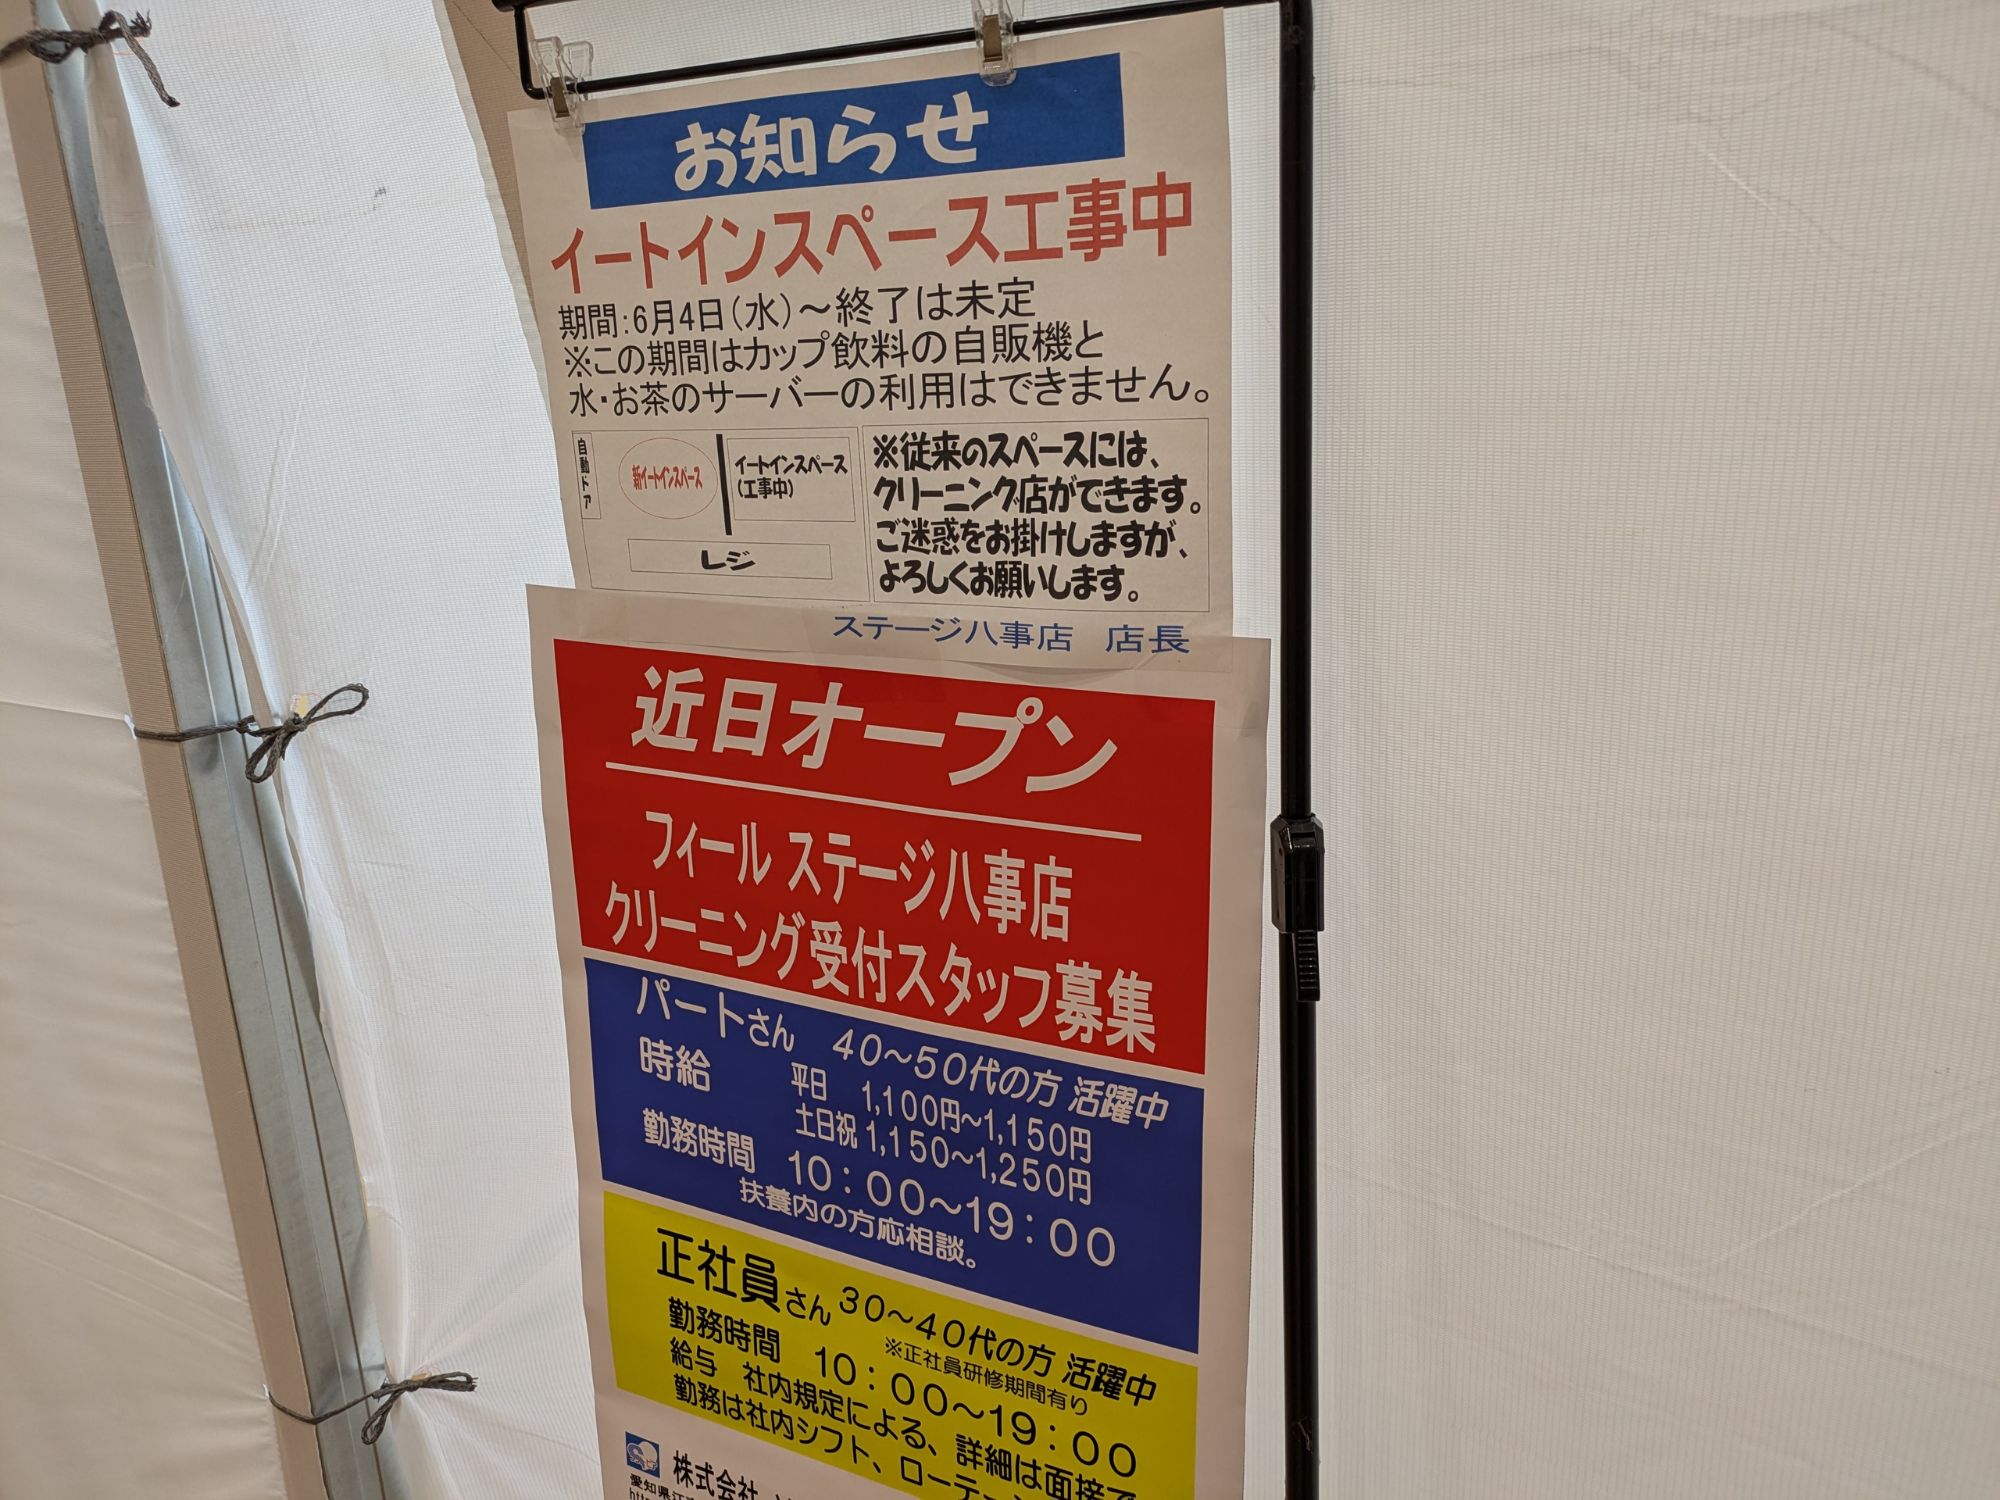 お知らせ
イートインスペース工事中
期間:6月4日(水)~終了は未定
※この期間はカップ飲料の自販機と
水・お茶のサーバーの利用はできません。
自動ドア
新イートインスペース
イートインスペース
(工事中)
レジ
※従来のスペースには、
クリーニング店ができます。
ご迷惑をお掛けしますが、
よろしくお願いします。
ステージ八事店 店長
近日オープン
フィール ステージ八事店
クリーニング受付スタッフ募集
パートさん 40~50代の方 活躍中
時給 平日 1,100円~1,150円
土日祝 1,150~1,250円
勤務時間 10:00~19:00
扶養内の方応相談。
正社員さん 30~40代の方 活躍中
※正社員研修期間有り
勤務時間 10:00~19:00
給与 社内規定による、詳細は面接で
勤務は社内シフト、ローテー
株式会社
愛知県江